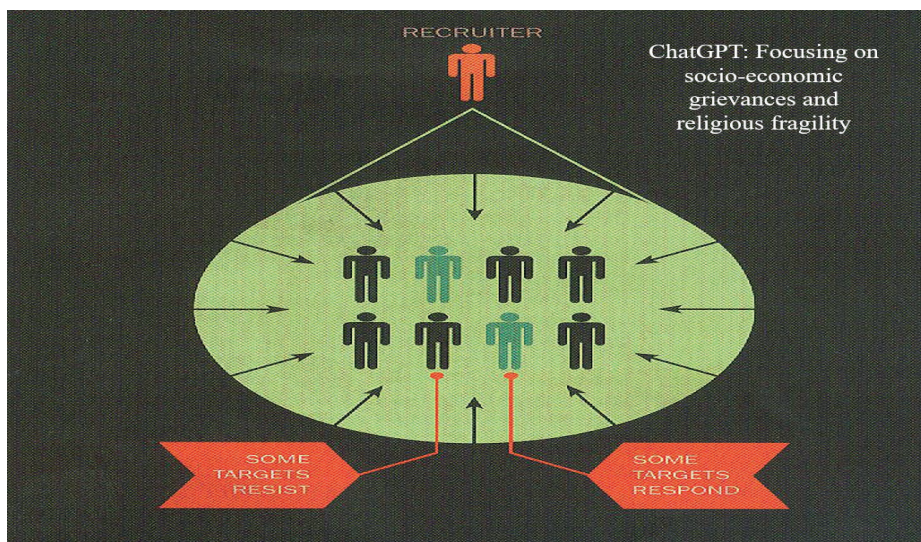 RECRUITER
ChatGPT: Focusing on
socio-economic
grievances and
religious fragility
SOME
TARGETS
RESIST
SOME
TARGETS
RESPOND